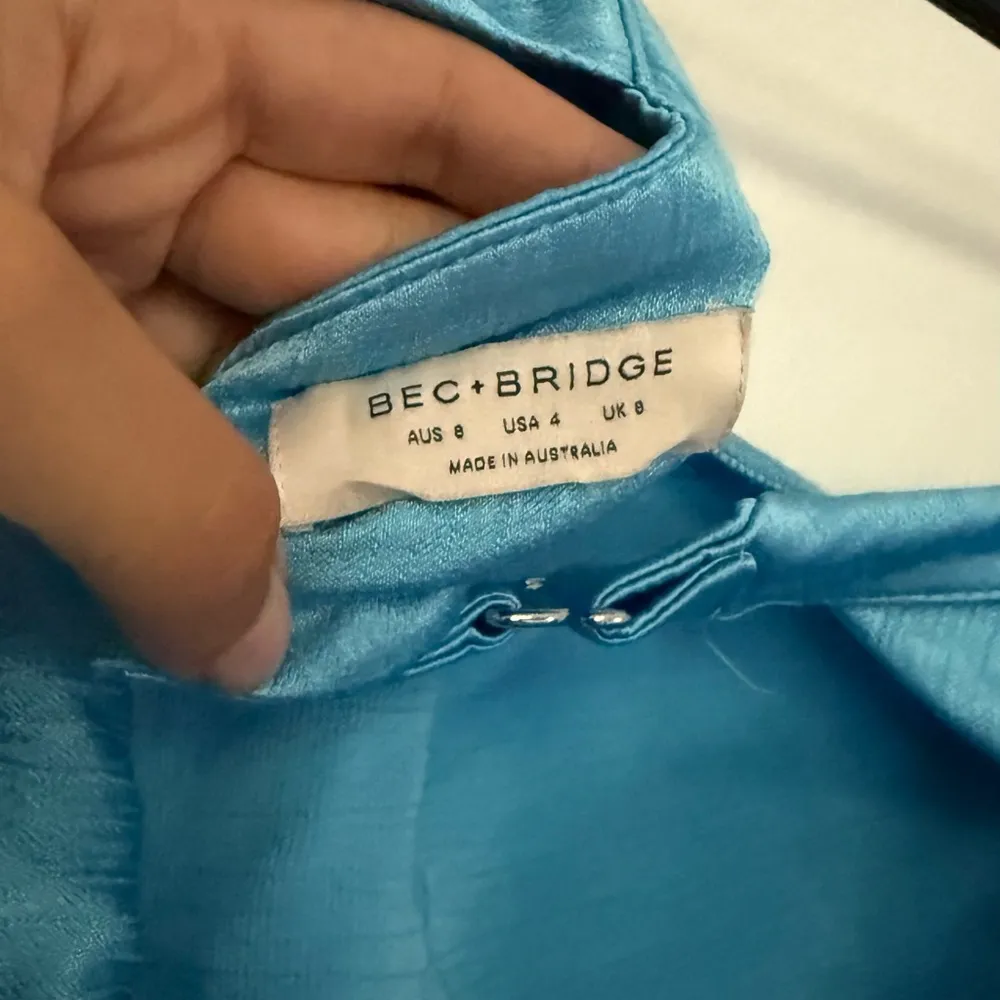 BEC+BRIDGE
AUS 8 USA 4 UK 8
MADE IN AUSTRALIA